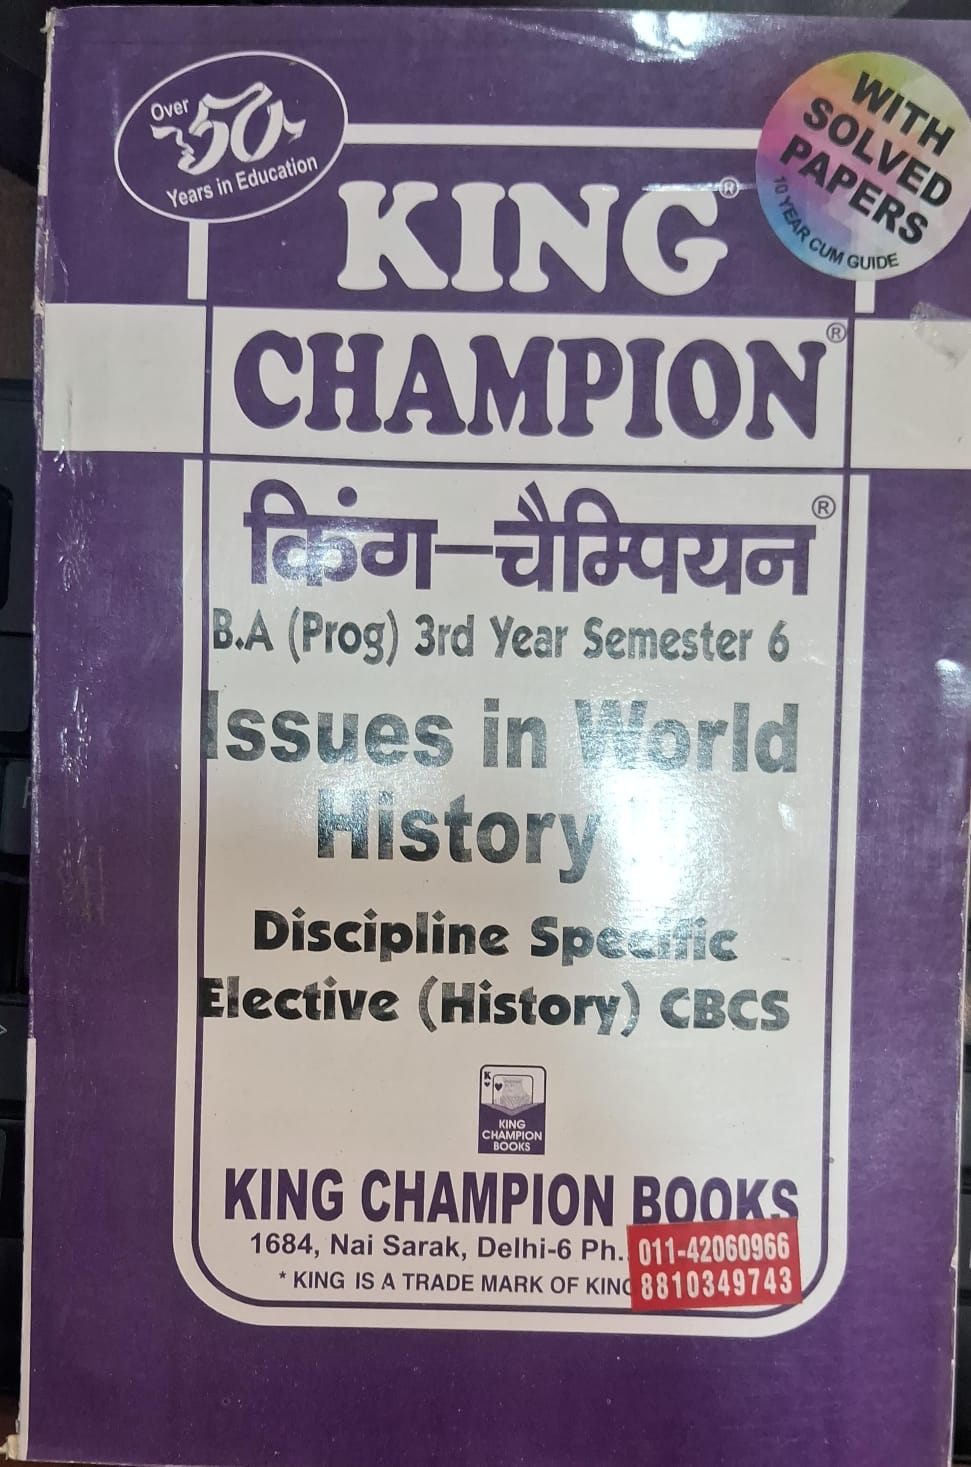 Over
50
Years in Education
WITH
SOLVED
PAPERS
10 YEAR CUM GUIDE
KING®
CHAMPION®
किंग–चैम्पियन®
B.A (Prog) 3rd Year Semester 6
Issues in World
History
Discipline Specific
Elective (History) CBCS
K
KING
CHAMPION
BOOKS
KING CHAMPION BOOKS
1684, Nai Sarak, Delhi-6 Ph. 011-42060966
* KING IS A TRADE MARK OF KING 8810349743